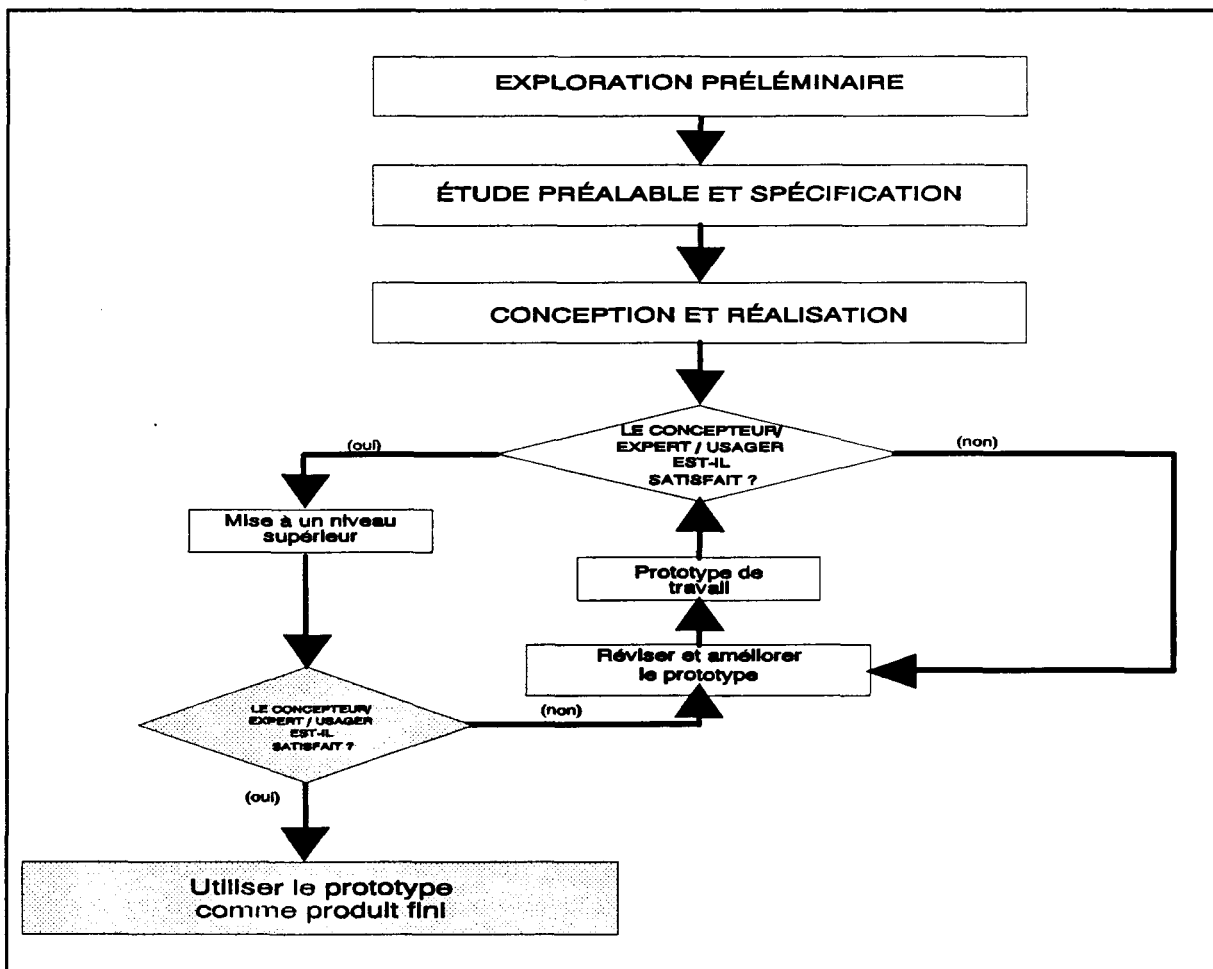 EXPLORATION PRÉLÉMINAIRE
ÉTUDE PRÉALABLE ET SPÉCIFICATION
CONCEPTION ET RÉALISATION
LE CONCEPTEUR/
EXPERT / USAGER
EST-IL
SATISFAIT ?
(oui)
(non)
Mise à un niveau
supérieur
Prototype de
travail
Réviser et améliorer
le prototype
LE CONCEPTEUR/
EXPERT / USAGER
EST-IL
SATISFAIT ?
(non)
(oui)
Utiliser le prototype
comme produit fini